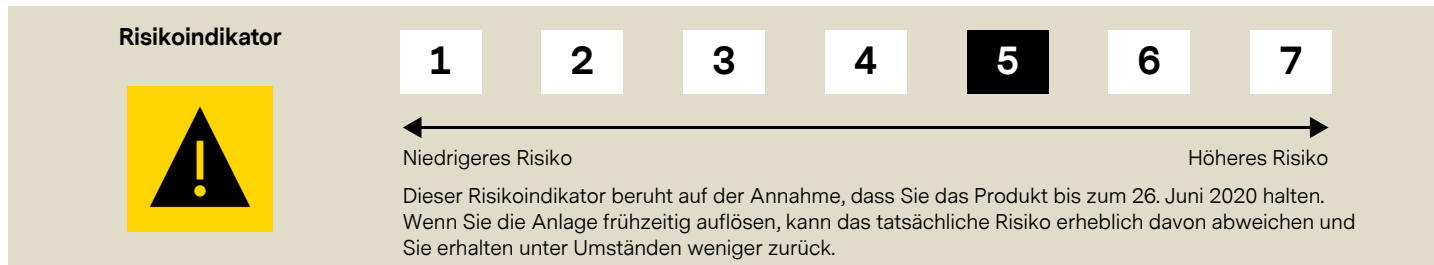 Risikoindikator
1 2 3 4 5 6 7
Niedrigeres Risiko Höheres Risiko
Dieser Risikoindikator beruht auf der Annahme, dass Sie das Produkt bis zum 26. Juni 2020 halten.
Wenn Sie die Anlage frühzeitig auflösen, kann das tatsächliche Risiko erheblich davon abweichen und
Sie erhalten unter Umständen weniger zurück.